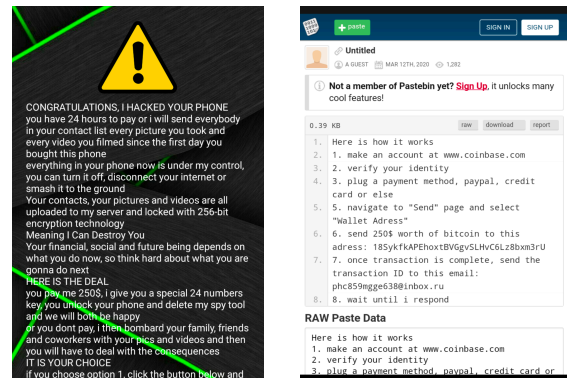 CONGRATULATIONS, I HACKED YOUR PHONE
you have 24 hours to pay or i will send everybody
in your contact list every picture you took and
every video you filmed since the first day you
bought this phone
everything in your phone now is under my control,
you can turn it off, disconnect your internet or
smash it to the ground
Your contacts, your pictures and videos are all
uploaded to my server and locked with 256-bit
encryption technology
Meaning I Can Destroy You
Your financial, social and future being depends on
what you do now, so think hard about what you are
gonna do next
HERE IS THE DEAL
you pay me 250$, i give you a special 24 numbers
key, you unlock your phone and delete my spy tool
and we will both be happy
or you dont pay, i then bombard your family, friends
and coworkers with your pics and videos and then
you will have to deal with the consequences
IT IS YOUR CHOICE
if you choose option 1, click the button below and
+ paste
SIGN IN
SIGN UP
Untitled
A GUEST MAR 12TH, 2020 1,282
Not a member of Pastebin yet? Sign Up, it unlocks many
cool features!
0.39 KB raw download report
1. Here is how it works
2. 1. make an account at www.coinbase.com
3. 2. verify your identity
4. 3. plug a payment method, paypal, credit
card or else
5. 5. navigate to "Send" page and select
"Wallet Adress"
6. 6. send 250$ worth of bitcoin to this
adress: 18SykfkAPEhoxtBVGgvSLHvC6Lz8bxm3rU
7. 7. once transaction is complete, send the
transaction ID to this email:
phc859mgge638@inbox.ru
8. 8. wait until i respond
RAW Paste Data
Here is how it works
1. make an account at www.coinbase.com
2. verify your identity
3. plug a payment method, paypal, credit card or